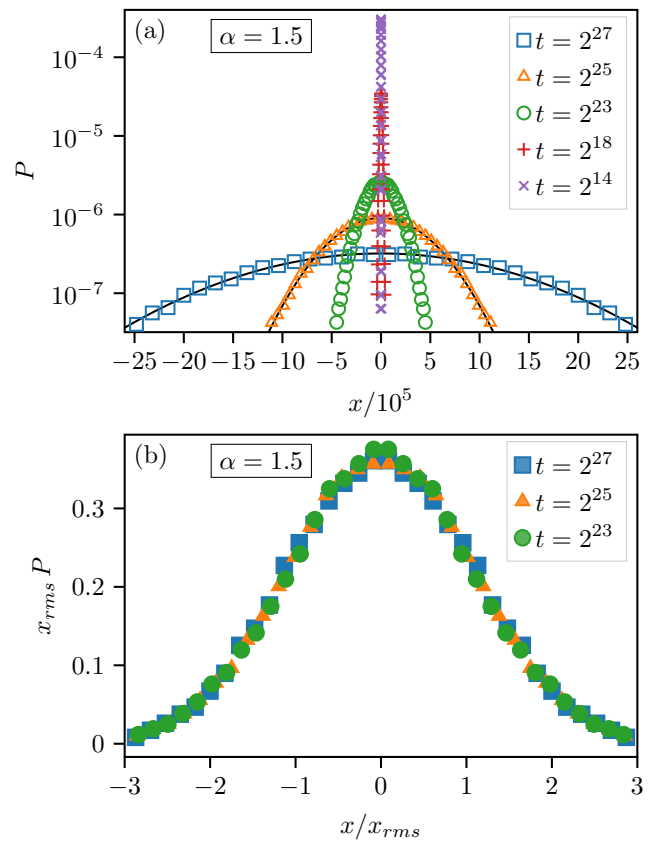 (a)
α = 1.5
t = 2^27
t = 2^25
t = 2^23
t = 2^18
t = 2^14
P
10^−4
10^−5
10^−6
10^−7
−25 −20 −15 −10 −5 0 5 10 15 20 25
x/10^5
(b)
α = 1.5
t = 2^27
t = 2^25
t = 2^23
x_rms P
0.3
0.2
0.1
0
−3 −2 −1 0 1 2 3
x/x_rms